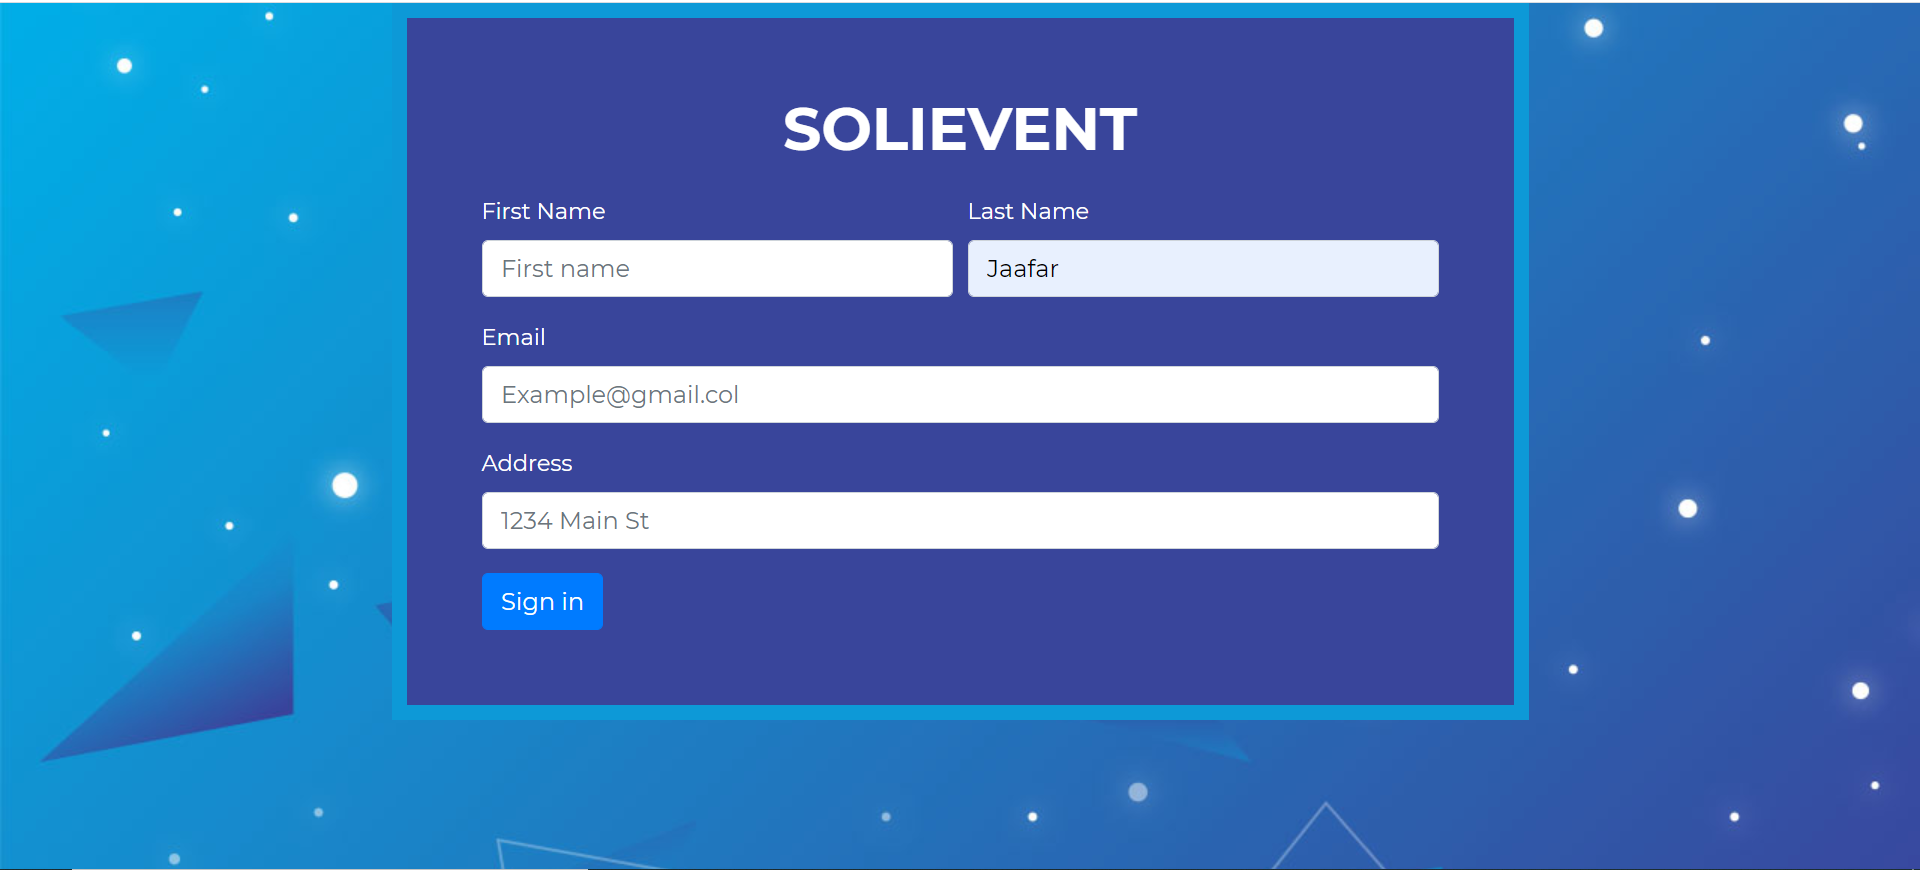 SOLIEVENT
First Name
Last Name
First name
Jaafar
Email
Example@gmail.col
Address
1234 Main St
Sign in